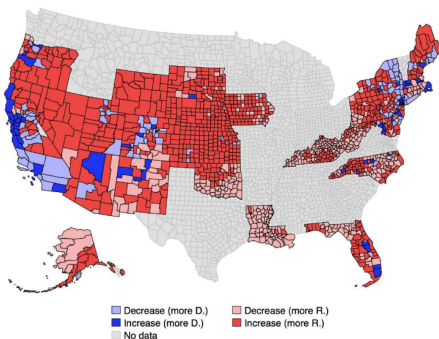 Decrease (more D.) Decrease (more R.)
Increase (more D.) Increase (more R.)
No data